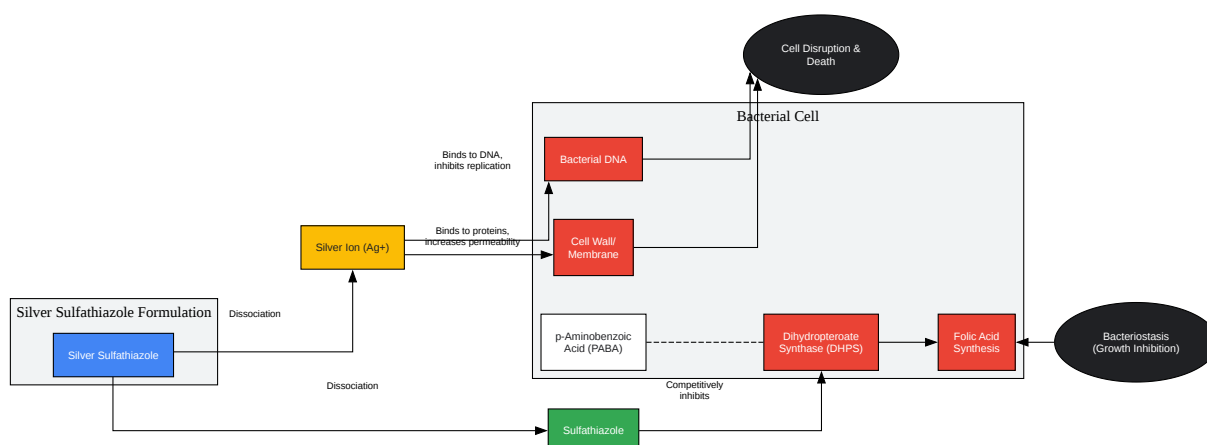 Cell Disruption &
Death
Bacterial Cell
Binds to DNA,
inhibits replication
Bacterial DNA
Silver Ion (Ag+)
Binds to proteins,
increases permeability
Cell Wall/
Membrane
Silver Sulfathiazole Formulation
Dissociation
Silver Sulfathiazole
p-Aminobenzoic
Acid (PABA)
Dihydropteroate
Synthase (DHPS)
Folic Acid
Synthesis
Bacteriostasis
(Growth Inhibition)
Dissociation
Competitively
inhibits
Sulfathiazole